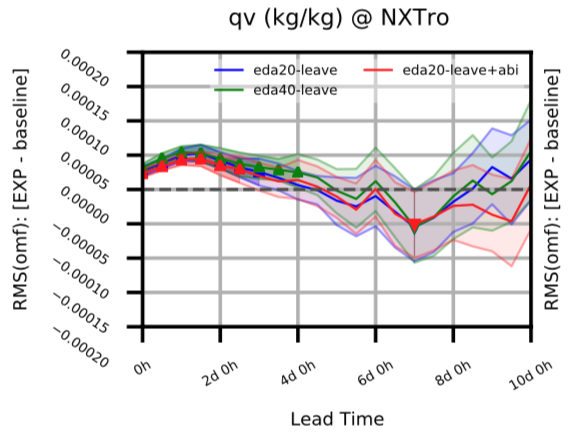 qv (kg/kg) @ NXTro
eda20-leave
eda40-leave
eda20-leave+abi
RMS(omf): [EXP - baseline]
0.00020
0.00015
0.00010
0.00005
0.00000
−0.00005
−0.00010
−0.00015
−0.00020
RMS(omf): [EXP - baseline]
0h
2d 0h
4d 0h
6d 0h
8d 0h
10d 0h
Lead Time